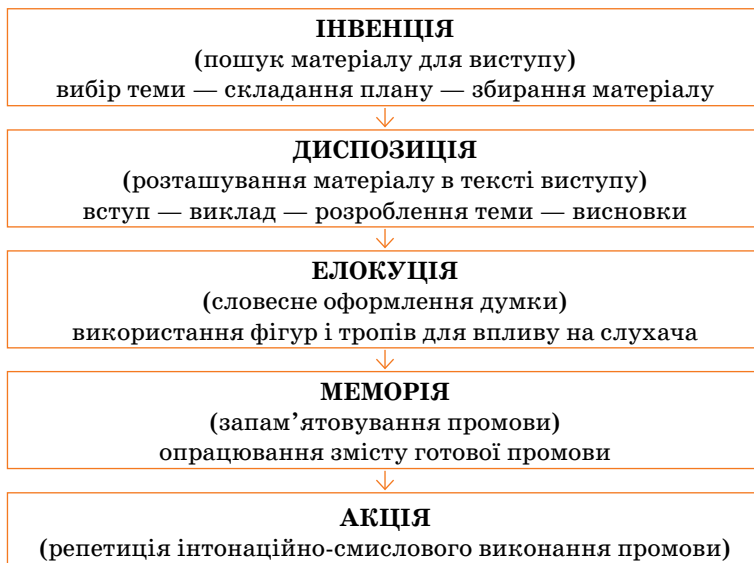 ІНВЕНЦІЯ
(пошук матеріалу для виступу)
вибір теми — складання плану — збирання матеріалу
ДИСПОЗИЦІЯ
(розташування матеріалу в тексті виступу)
вступ — виклад — розроблення теми — висновки
ЕЛОКУЦІЯ
(словесне оформлення думки)
використання фігур і тропів для впливу на слухача
МЕМОРІЯ
(запам’ятовування промови)
опрацювання змісту готової промови
АКЦІЯ
(репетиція інтонаційно-смислового виконання промови)